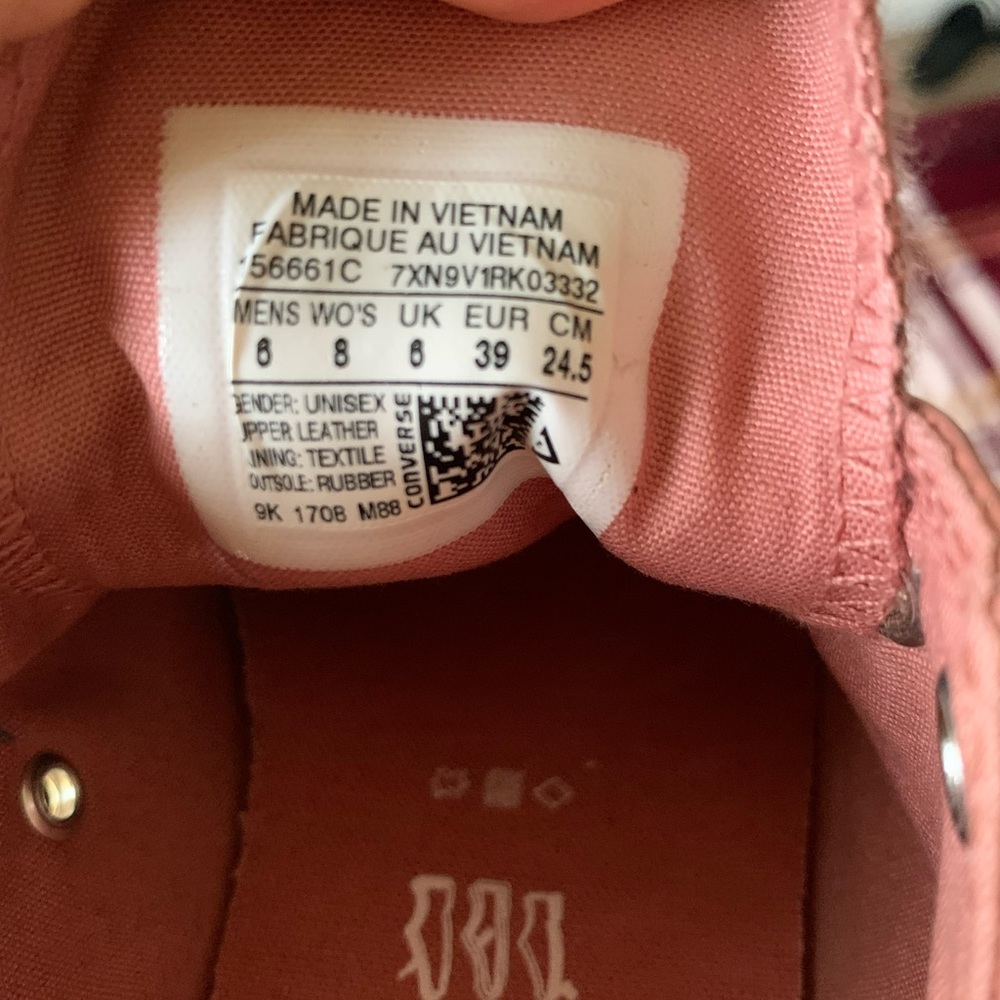 MADE IN VIETNAM
FABRIQUE AU VIETNAM
156661C 7XN9V1RK03332
MENS WO'S UK EUR CM
6 8 6 39 24.5
GENDER: UNISEX
UPPER LEATHER
LINING: TEXTILE
OUTSOLE: RUBBER
CONVERSE
9K 1708 M88